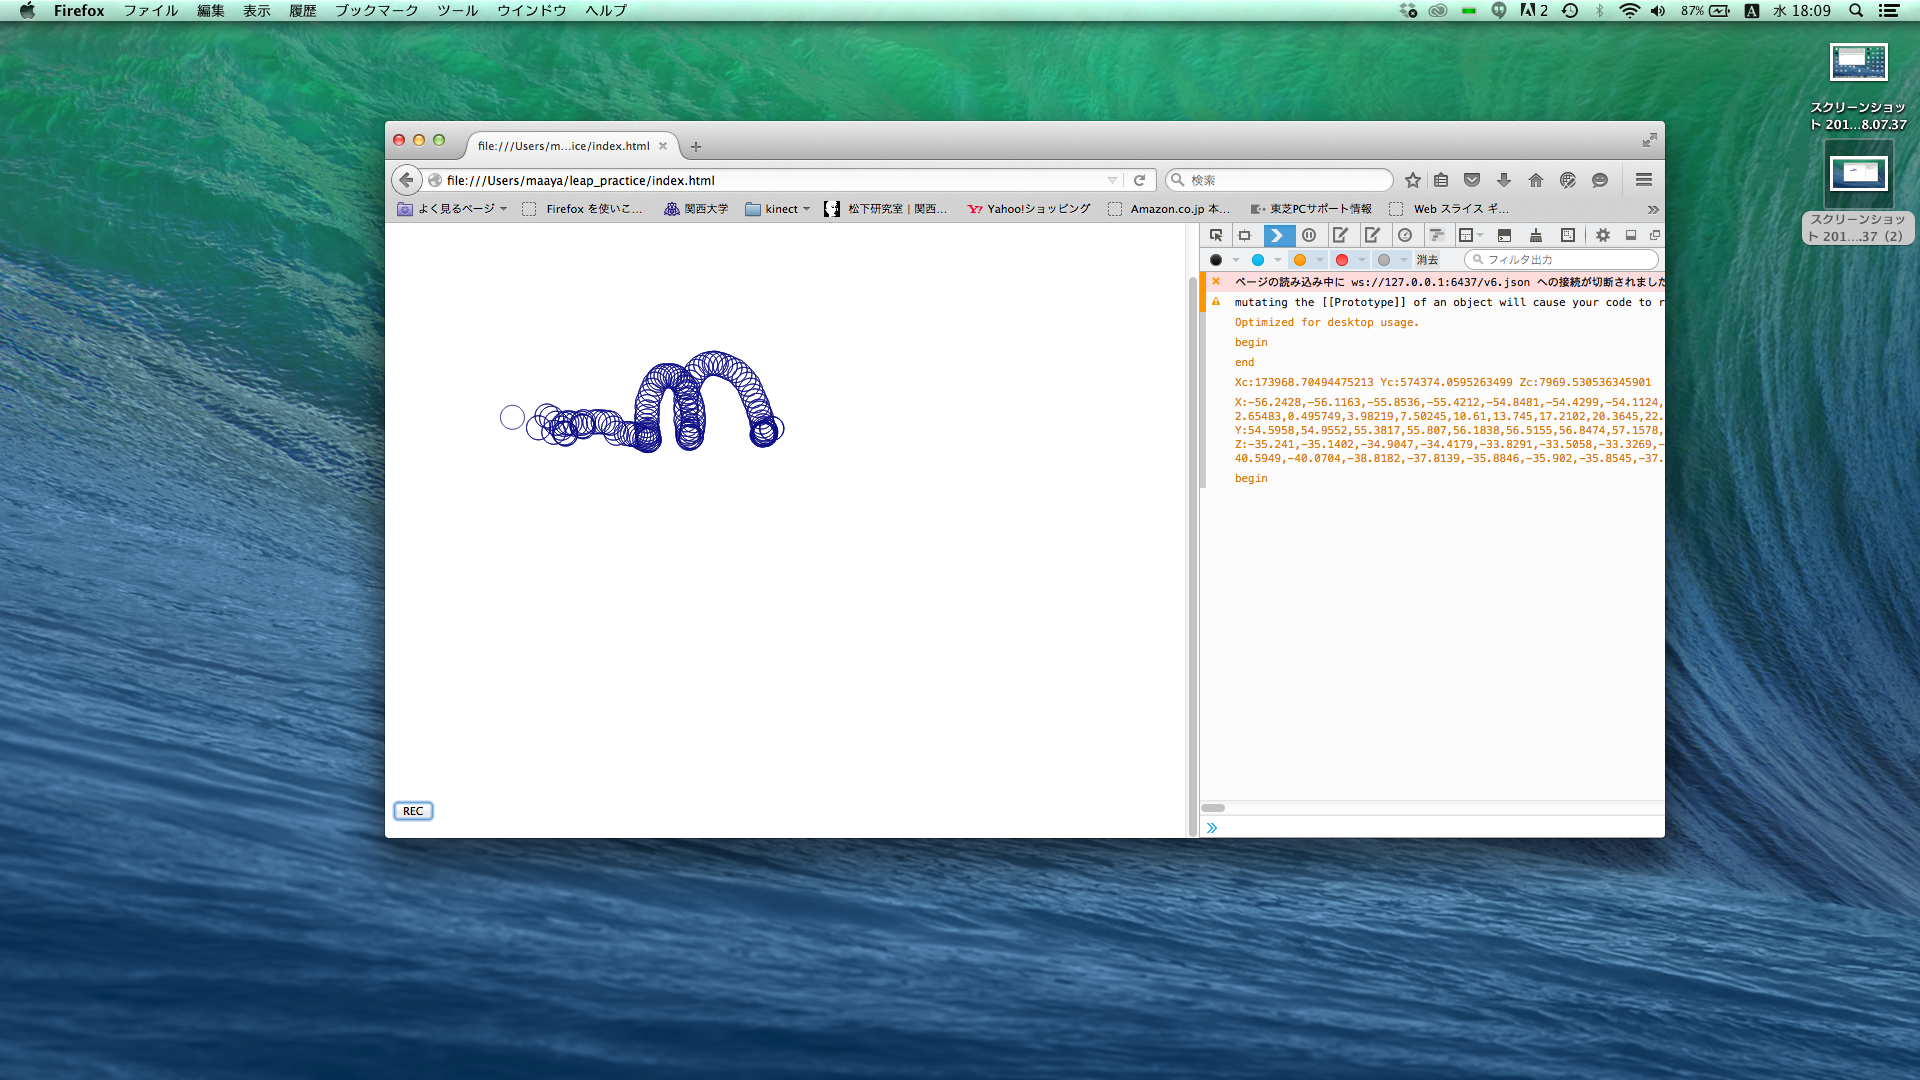 Firefox ファイル 編集 表示 履歴 ブックマーク ツール ウインドウ ヘルプ
2 87% A 水 18:09
スクリーンショッ
ト 201...8.07.37
スクリーンショッ
ト 201....37 (2)
file:///Users/m...ice/index.html
file:///Users/maaya/leap_practice/index.html
検索
よく見るページ Firefox を使いこ... 関西大学 kinect 松下研究室 | 関西... Yahoo!ショッピング Amazon.co.jp 本... 東芝PCサポート情報 Web スライス ギ...
消去 フィルタ出力
ページの読み込み中に ws://127.0.0.1:6437/v6.json への接続が切断されました
mutating the [[Prototype]] of an object will cause your code to r
Optimized for desktop usage.
begin
end
Xc:173968.70494475213 Yc:574374.0595263499 Zc:7969.530536345901
X:-56.2428,-56.1163,-55.8536,-55.4212,-54.8481,-54.4299,-54.1124,
2.65483,0.495749,3.98219,7.50245,10.61,13.745,17.2102,20.3645,22.
Y:54.5958,54.9552,55.3817,55.807,56.1838,56.5155,56.8474,57.1578,
Z:-35.241,-35.1402,-34.9047,-34.4179,-33.8291,-33.5058,-33.3269,-
40.5949,-40.0704,-38.8182,-37.8139,-35.8846,-35.902,-35.8545,-37.
begin
REC